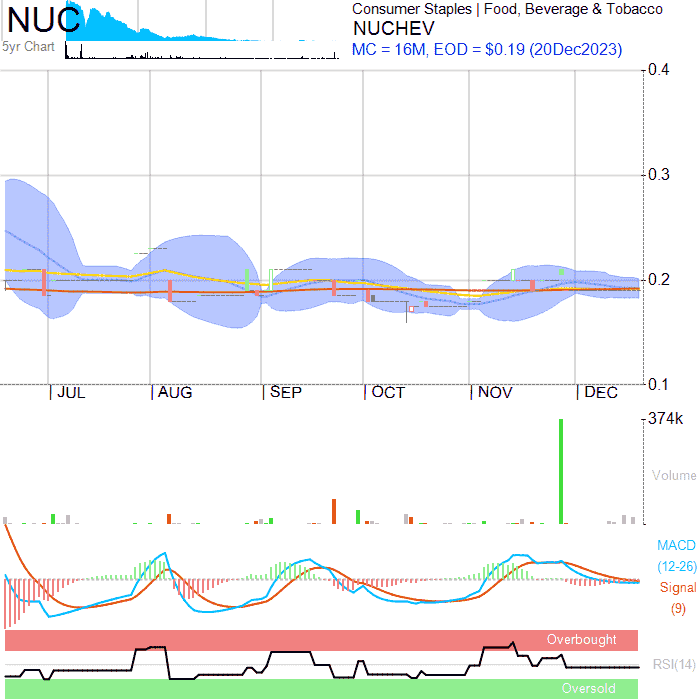 NUC
Consumer Staples | Food, Beverage & Tobacco
NUCHEV
5yr Chart
MC = 16M, EOD = $0.19 (20Dec2023)
0.4
0.3
0.2
0.1
JUL AUG SEP OCT NOV DEC
374k
Volume
MACD
(12-26)
Signal
(9)
Overbought
RSI(14)
Oversold